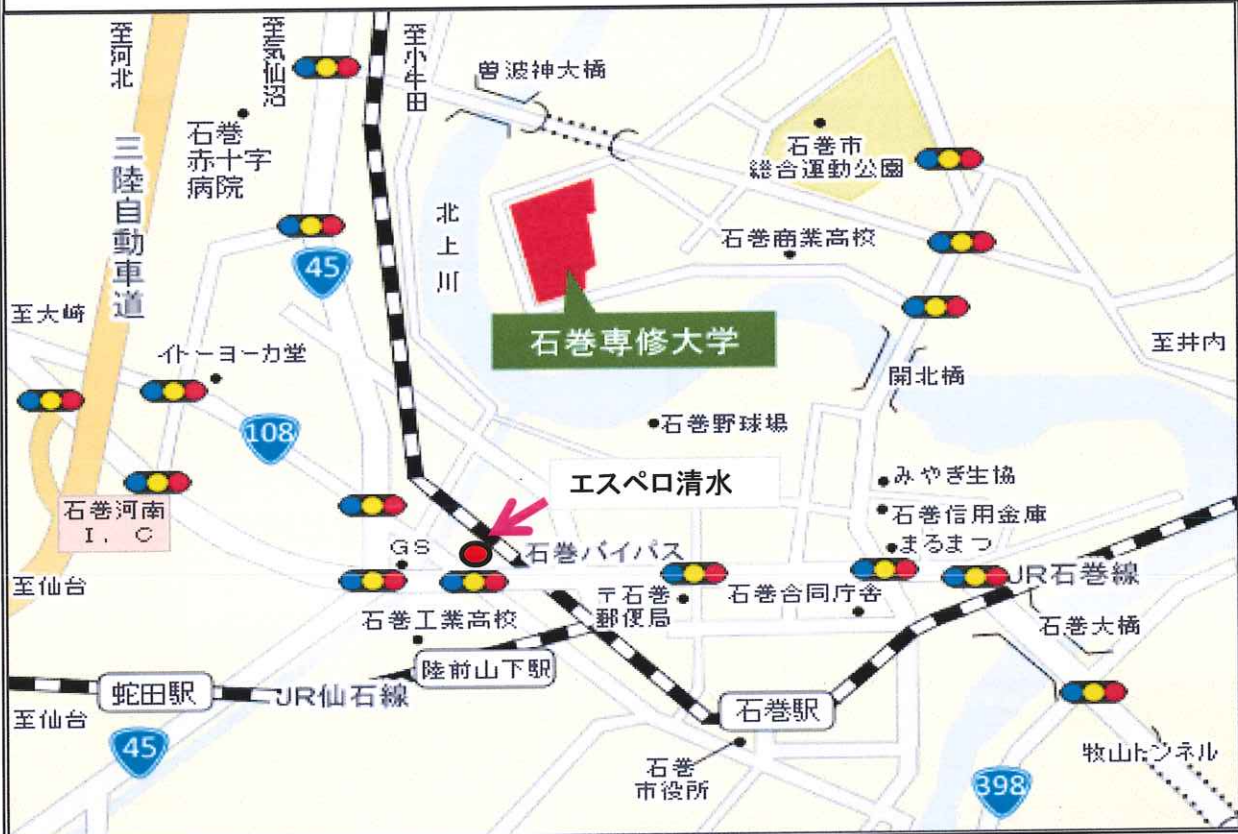 至河北
至気仙沼
至小牛田
曽波神大橋
石巻
赤十字
病院
三陸自動車道
石巻市
総合運動公園
北上川
石巻商業高校
45
至大崎
石巻専修大学
至井内
イトーヨーカ堂
開北橋
108
石巻野球場
エスペロ清水
みやぎ生協
石巻河南
I. C
石巻信用金庫
GS
石巻バイパス
まるまつ
至仙台
JR石巻線
〒石巻
郵便局
石巻合同庁舎
石巻工業高校
石巻大橋
陸前山下駅
蛇田駅
JR仙石線
石巻駅
至仙台
45
石巻
市役所
牧山トンネル
398